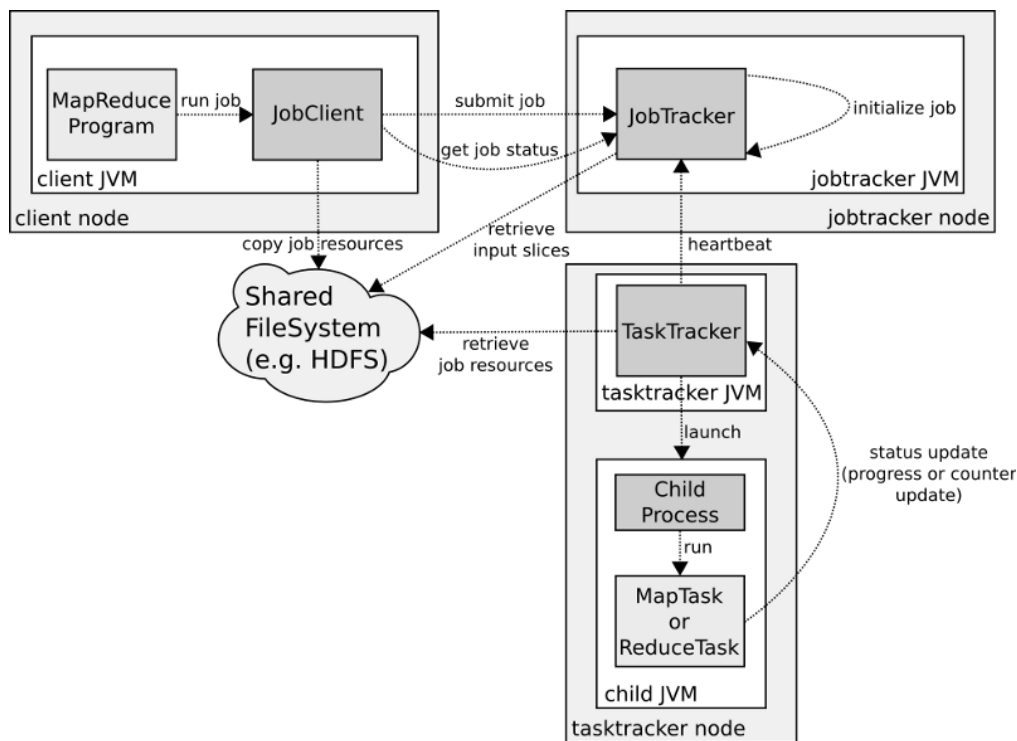 MapReduce
Program
run job
JobClient
submit job
get job status
client JVM
client node
JobTracker
initialize job
jobtracker JVM
jobtracker node
copy job resources
retrieve
input slices
heartbeat
Shared
FileSystem
(e.g. HDFS)
retrieve
job resources
TaskTracker
tasktracker JVM
launch
status update
(progress or counter
update)
Child
Process
run
MapTask
or
ReduceTask
child JVM
tasktracker node